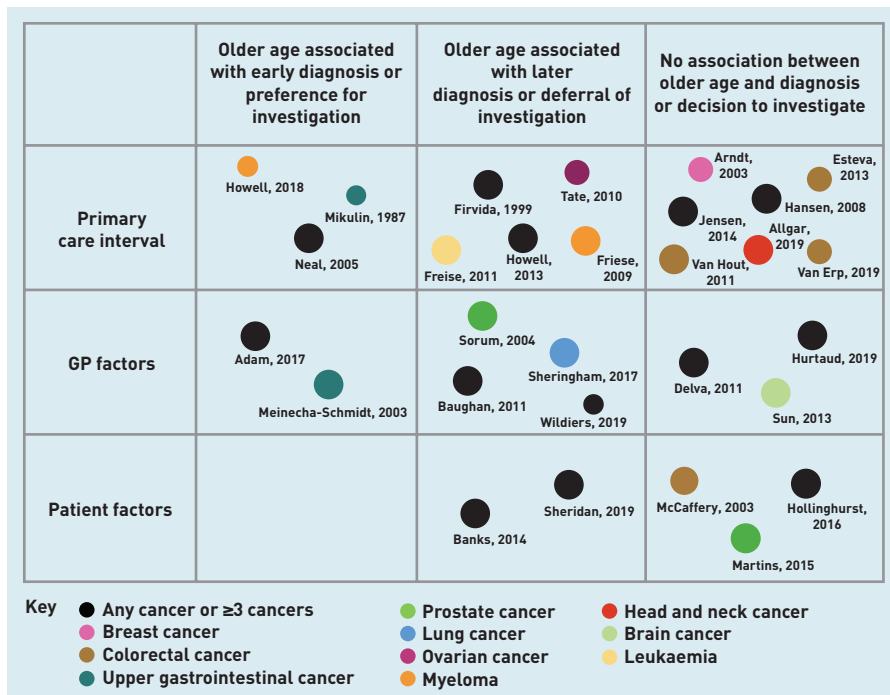 Older age associated
with early diagnosis or
preference for
investigation
Older age associated
with later
diagnosis or deferral of
investigation
No association between
older age and diagnosis
or decision to investigate
Primary
care interval
Howell, 2018
Mikulin, 1987
Neal, 2005
Firvida, 1999
Tate, 2010
Freise, 2011
Howell,
2013
Friese,
2009
Arndt,
2003
Esteva,
2013
Jensen,
2014
Hansen, 2008
Allgar,
2019
Van Hout,
2011
Van Erp, 2019
GP factors
Adam, 2017
Meinecha-Schmidt, 2003
Sorum, 2004
Sheringham, 2017
Baughan, 2011
Wildiers, 2019
Hurtaud, 2019
Delva, 2011
Sun, 2013
Patient factors
Banks, 2014
Sheridan, 2019
McCaffery, 2003
Hollinghurst,
2016
Martins, 2015
Key
Any cancer or ≥3 cancers
Breast cancer
Colorectal cancer
Upper gastrointestinal cancer
Prostate cancer
Lung cancer
Ovarian cancer
Myeloma
Head and neck cancer
Brain cancer
Leukaemia